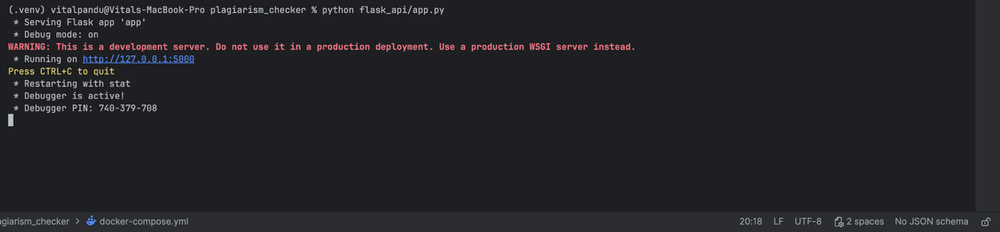 (.venv) vitalpandu@Vitals-MacBook-Pro plagiarism_checker % python flask_api/app.py
* Serving Flask app 'app'
* Debug mode: on
WARNING: This is a development server. Do not use it in a production deployment. Use a production WSGI server instead.
* Running on http://127.0.0.1:5000
Press CTRL+C to quit
* Restarting with stat
* Debugger is active!
* Debugger PIN: 740-379-708
agiarism_checker > docker-compose.yml 20:18 LF UTF-8 2 spaces No JSON schema